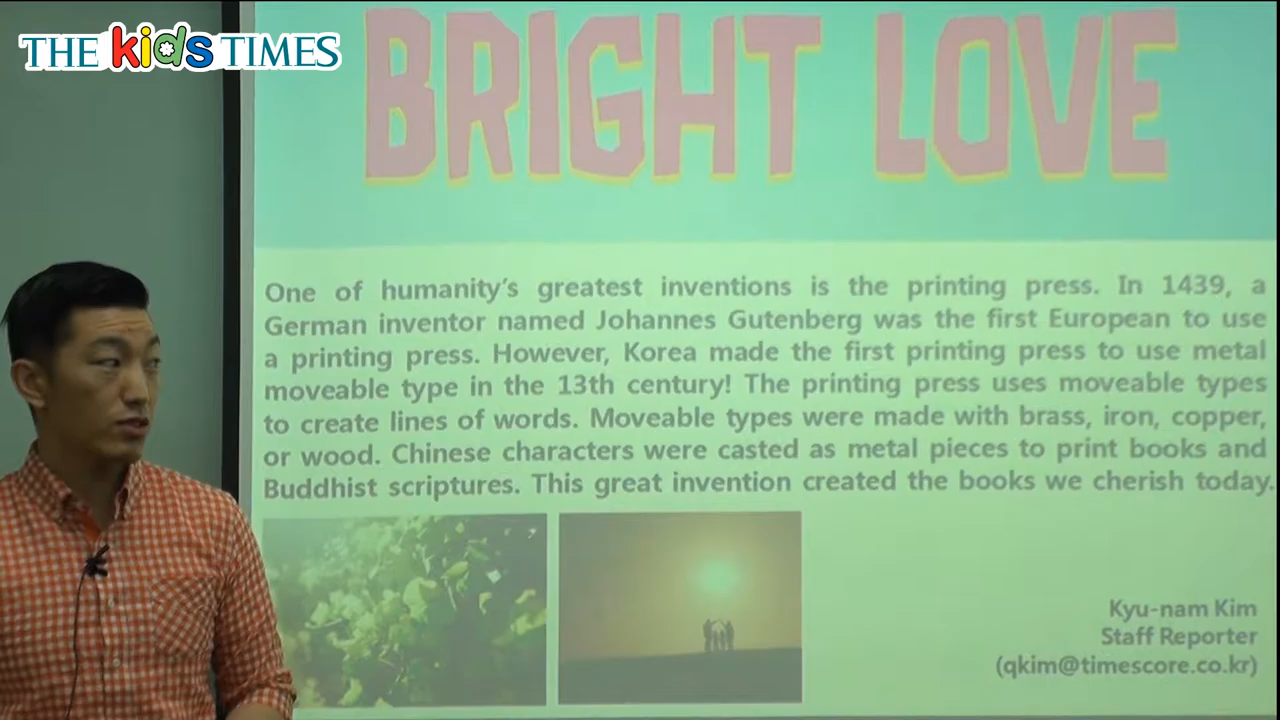 THE kids TIMES
BRIGHT LOVE
One of humanity's greatest inventions is the printing press. In 1439, a
German inventor named Johannes Gutenberg was the first European to use
a printing press. However, Korea made the first printing press to use metal
moveable type in the 13th century! The printing press uses moveable types
to create lines of words. Moveable types were made with brass, iron, copper,
or wood. Chinese characters were casted as metal pieces to print books and
Buddhist scriptures. This great invention created the books we cherish today.
Kyu-nam Kim
Staff Reporter
(qkim@timescore.co.kr)